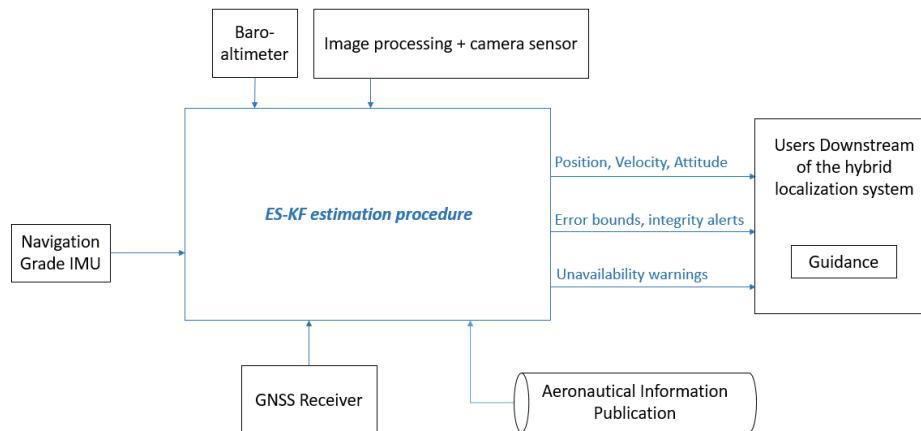 Baro-
altimeter
Image processing + camera sensor
Position, Velocity, Attitude
Users Downstream
of the hybrid
localization system
ES-KF estimation procedure
Error bounds, integrity alerts
Navigation
Grade IMU
Guidance
Unavailability warnings
GNSS Receiver
Aeronautical Information
Publication